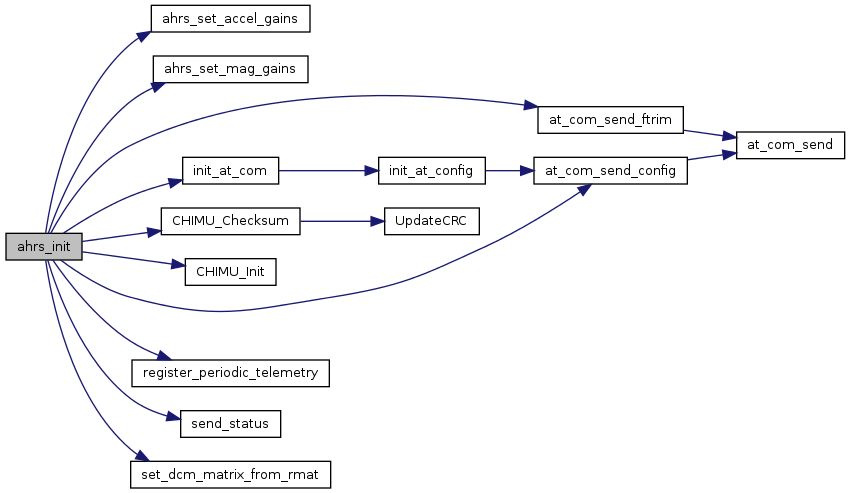 ahrs_set_accel_gains
ahrs_set_mag_gains
at_com_send_ftrim
at_com_send
init_at_com
init_at_config
at_com_send_config
CHIMU_Checksum
UpdateCRC
ahrs_init
CHIMU_Init
register_periodic_telemetry
send_status
set_dcm_matrix_from_rmat